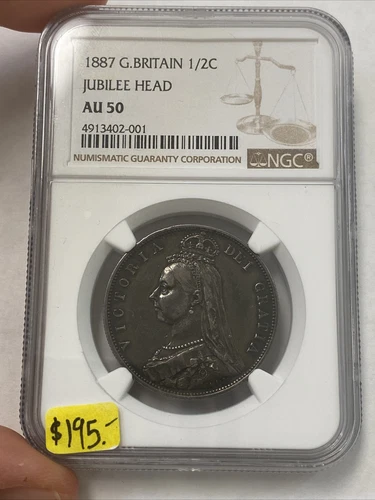 1887 G.BRITAIN 1/2C
JUBILEE HEAD
AU 50
4913402-001
NUMISMATIC GUARANTY CORPORATION NGC®
VICTORIA DEI GRATIA
$195.-